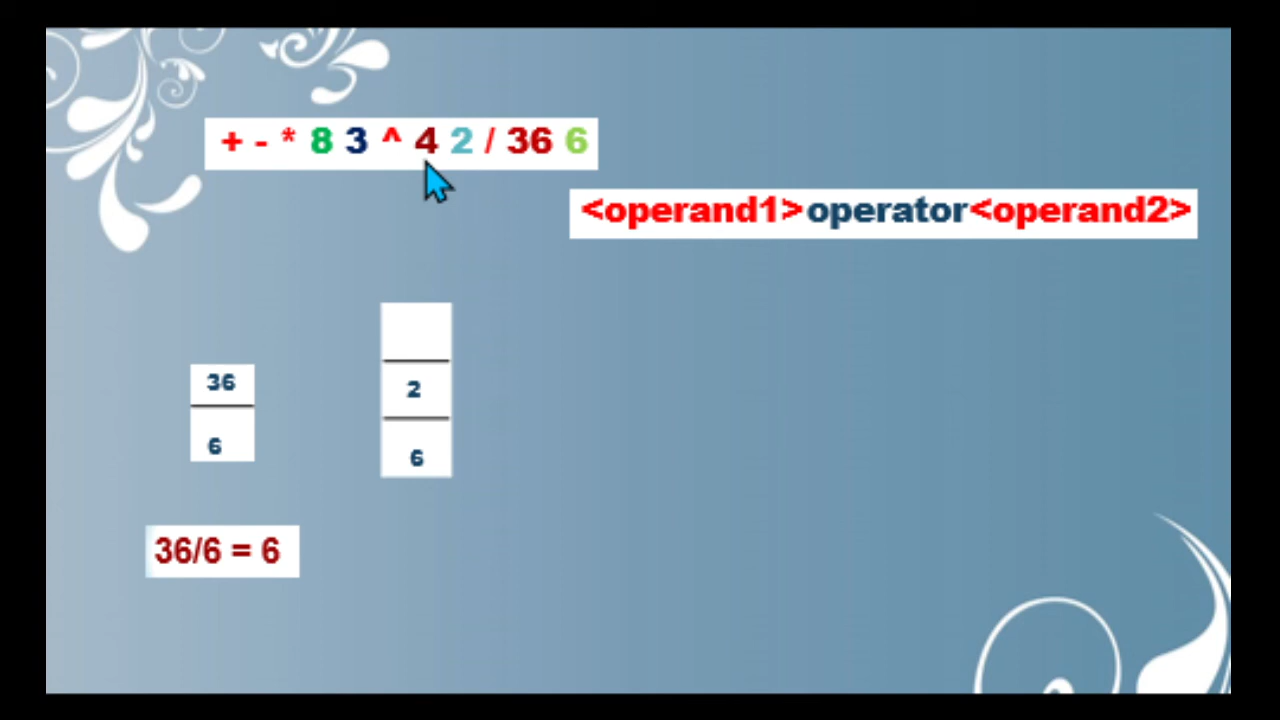 + - * 8 3 ^ 4 2 / 36 6
<operand1>operator<operand2>
36
6
2
6
36/6 = 6